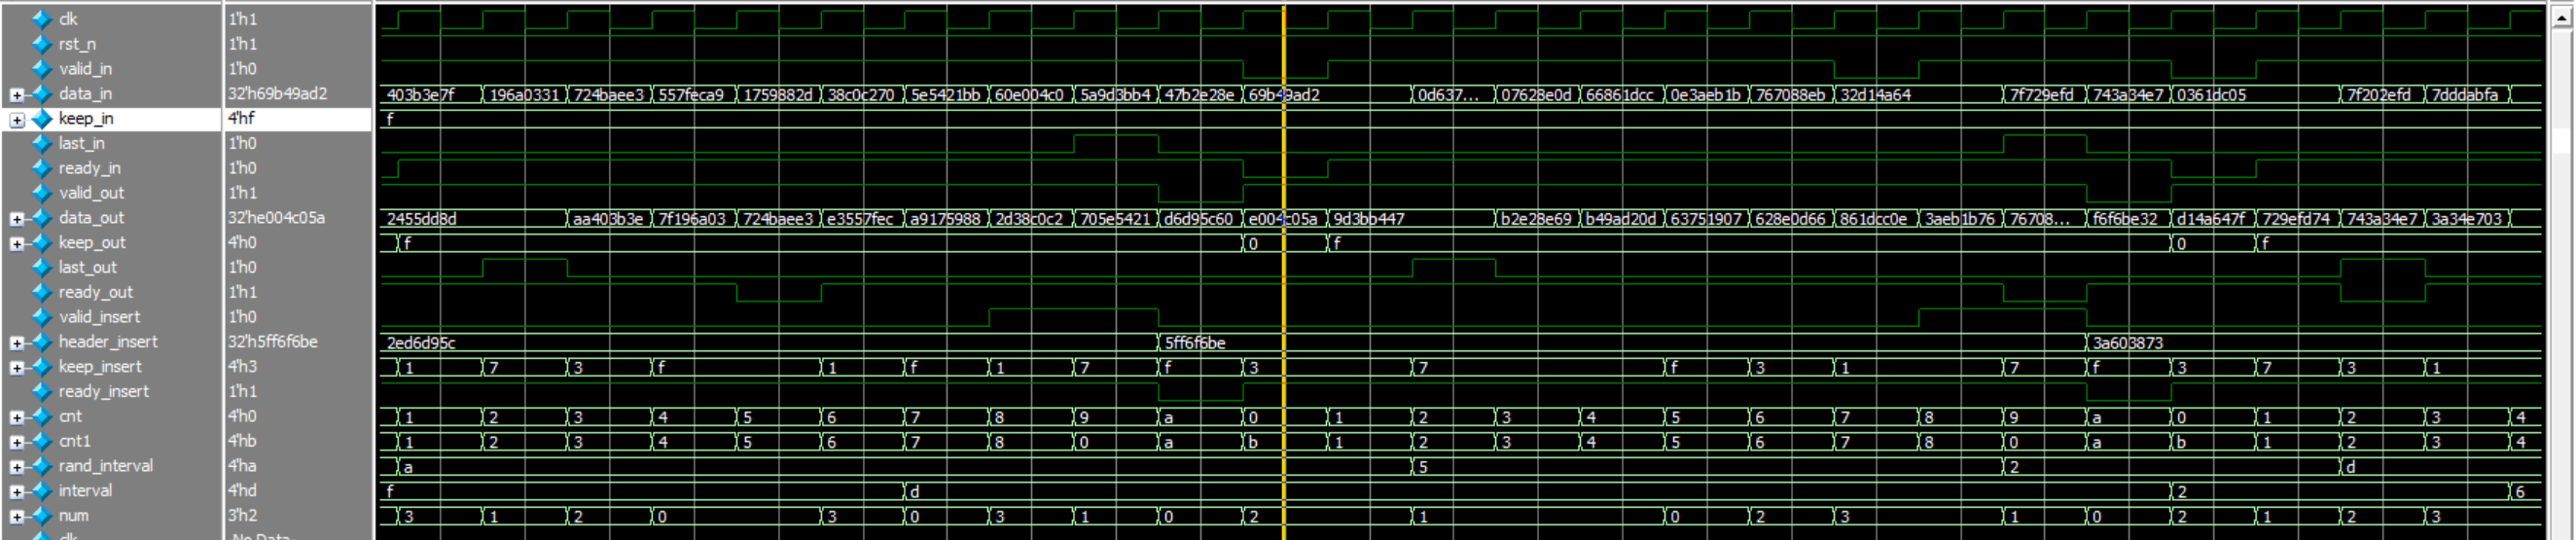 clk 1'h1
rst_n 1'h1
valid_in 1'h0
data_in 32'h69b49ad2 403b3e7f 196a0331 724baee3 557feca9 1759882d 38c0c270 5e5421bb 60e004c0 5a9d3bb4 47b2e28e 69b49ad2 0d637... 07628e0d 66861dcc 0e3aeb1b 767088eb 32d14a64 7f729efd 743a34e7 0361dc05 7f202efd 7dddabfa
keep_in 4'hf f
last_in 1'h0
ready_in 1'h0
valid_out 1'h1
data_out 32'he004c05a 2455dd8d aa403b3e 7f196a03 724baee3 e3557fec a9175988 2d38c0c2 705e5421 d6d95c60 e004c05a 9d3bb447 b2e28e69 b49ad20d 63751907 628e0d66 861dcc0e 3aeb1b76 76708... f6f6be32 d14a647f 729efd74 743a34e7 3a34e703
keep_out 4'h0 f 0 f 0 f
last_out 1'h0
ready_out 1'h1
valid_insert 1'h0
header_insert 32'h5ff6f6be 2ed6d95c 5ff6f6be 3a603873
keep_insert 4'h3 1 7 3 f 1 f 1 7 f 3 7 f 3 1 7 f 3 7 3 1
ready_insert 1'h1
cnt 4'h0 1 2 3 4 5 6 7 8 9 a 0 1 2 3 4 5 6 7 8 9 a 0 1 2 3 4
cnt1 4'hb 1 2 3 4 5 6 7 8 0 a b 1 2 3 4 5 6 7 8 0 a b 1 2 3 4
rand_interval 4'ha a 5 2 d
interval 4'hd f d 2 6
num 3'h2 3 1 2 0 3 0 3 1 0 2 1 0 2 3 1 0 2 1 2 3
clk No Data